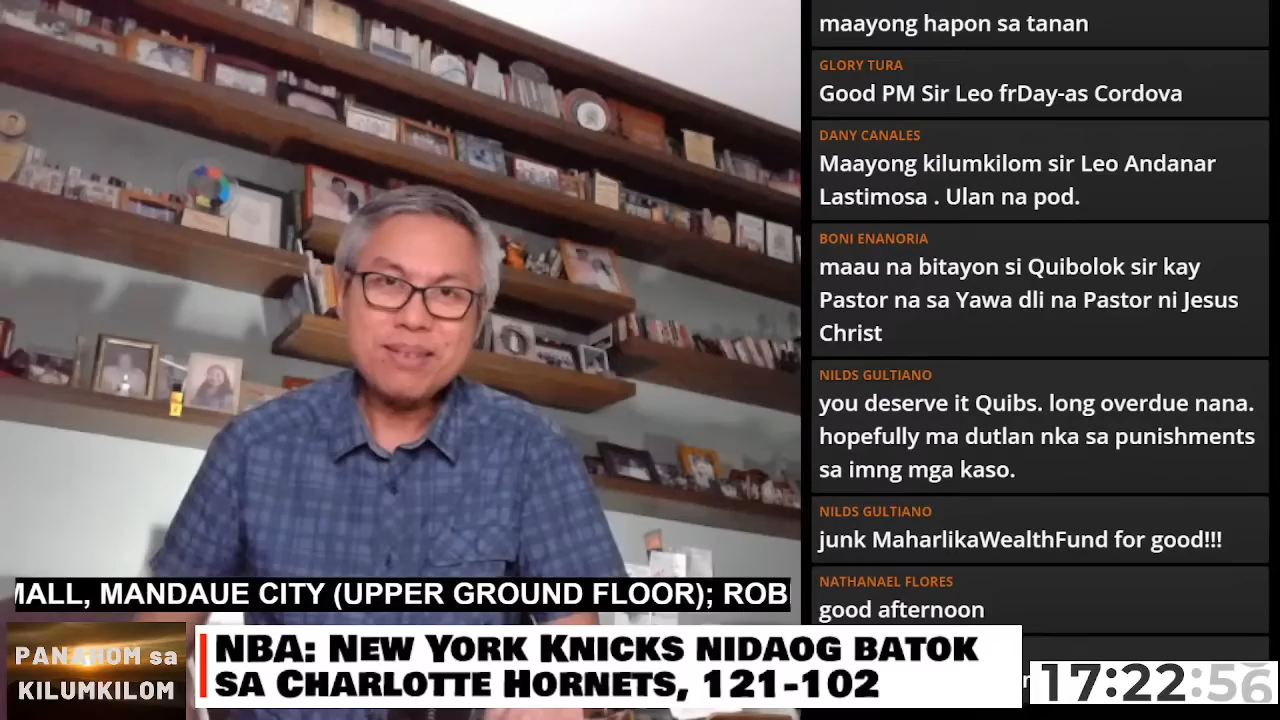 maayong hapon sa tanan
GLORY TURA
Good PM Sir Leo frDay-as Cordova
DANY CANALES
Maayong kilumkilom sir Leo Andanar
Lastimosa . Ulan na pod.
BONI ENANORIA
maau na bitayon si Quibolok sir kay
Pastor na sa Yawa dli na Pastor ni Jesus
Christ
NILDS GULTIANO
you deserve it Quibs. long overdue nana.
hopefully ma dutlan nka sa punishments
sa imng mga kaso.
NILDS GULTIANO
junk MaharlikaWealthFund for good!!!
NATHANAEL FLORES
good afternoon
MALL, MANDAUE CITY (UPPER GROUND FLOOR); ROB
PANAHOM sa
KILUMKILOM
NBA: NEW YORK KNICKS NIDAOG BATOK
SA CHARLOTTE HORNETS, 121-102
17:22:56